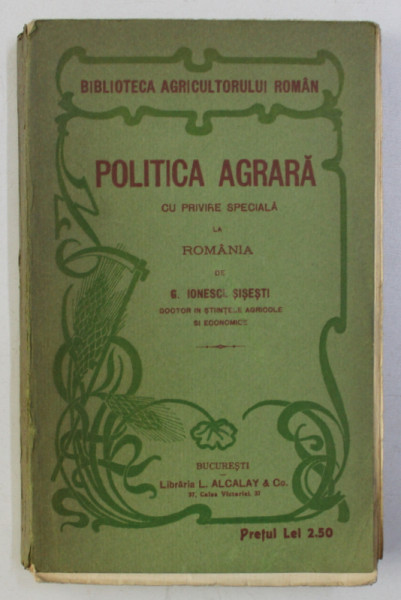 BIBLIOTECA AGRICULTORULUI ROMÂN
POLITICA AGRARĂ
CU PRIVIRE SPECIALĂ
LA
ROMÂNIA
DE
G. IONESCU ŞIŞEŞTI
DOCTOR IN ŞTIINŢELE AGRICOLE
SI ECONOMICE
BUCUREŞTI
Librăria L. ALCALAY & Co.
37, Calea Victoriei, 37
Preţul Lei 2.50